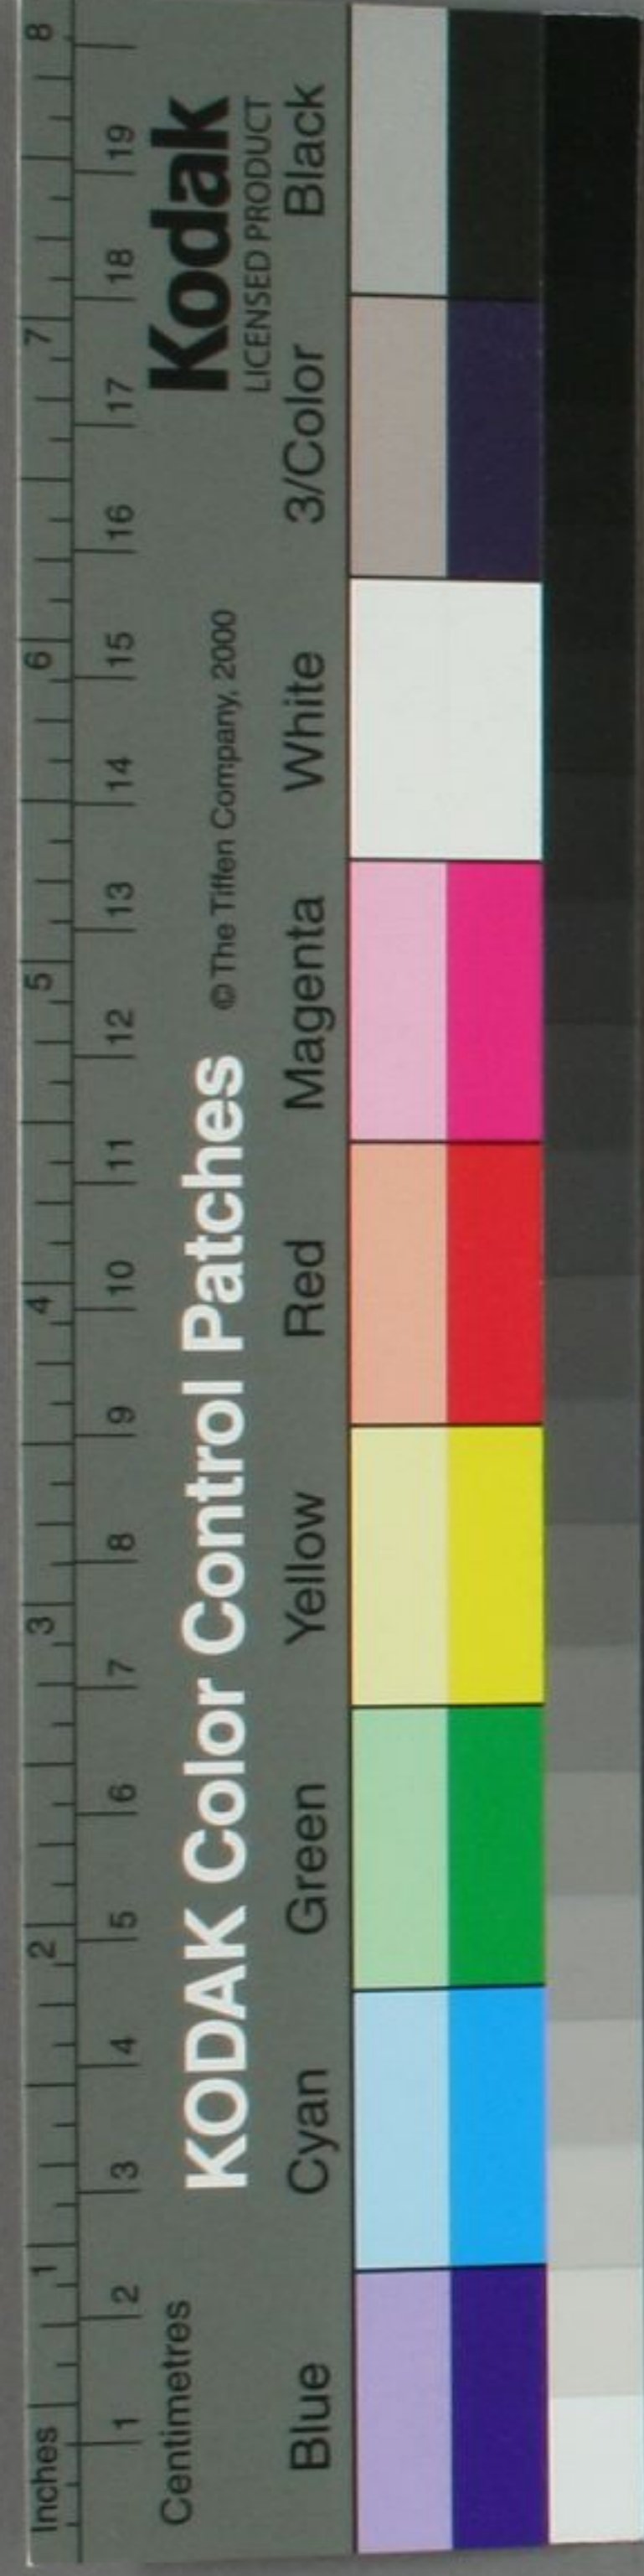 Inches 1 2 3 4 5 6 7 8
1 2 3 4 5 6 7 8 9 10 11 12 13 14 15 16 17 18 19
Centimetres
KODAK Color Control Patches © The Tiffen Company, 2000
Kodak
LICENSED PRODUCT
Blue Cyan Green Yellow Red Magenta White 3/Color Black